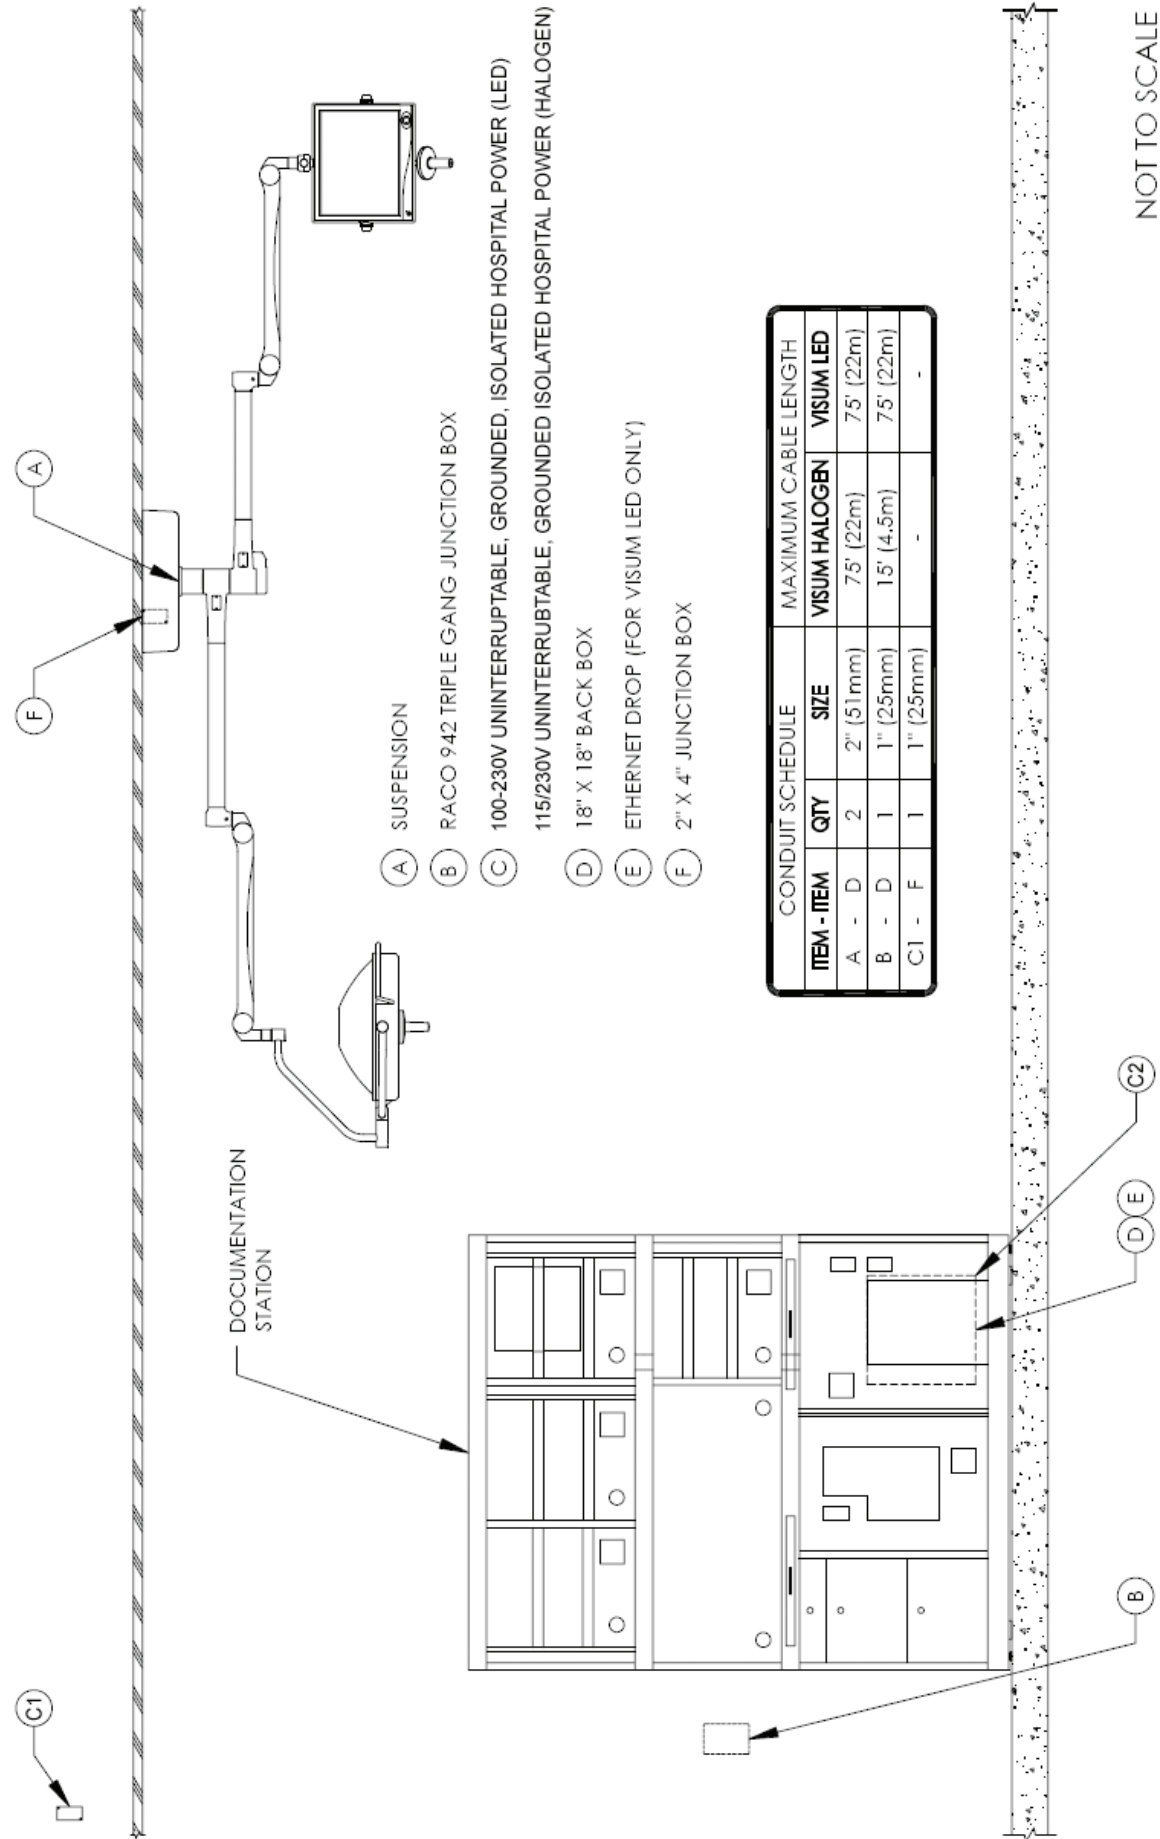 F
A
C1
DOCUMENTATION
STATION
A SUSPENSION
B RACO 942 TRIPLE GANG JUNCTION BOX
C 100-230V UNINTERRUPTABLE, GROUNDED, ISOLATED HOSPITAL POWER (LED)
115/230V UNINTERRUBTABLE, GROUNDED ISOLATED HOSPITAL POWER (HALOGEN)
D 18" X 18" BACK BOX
E ETHERNET DROP (FOR VISUM LED ONLY)
F 2" X 4" JUNCTION BOX
CONDUIT SCHEDULE MAXIMUM CABLE LENGTH
ITEM - ITEM QTY SIZE VISUM HALOGEN VISUM LED
A - D 2 2" (51mm) 75' (22m) 75' (22m)
B - D 1 1" (25mm) 15' (4.5m) 75' (22m)
C1 - F 1 1" (25mm) - -
B
D E
C2
NOT TO SCALE